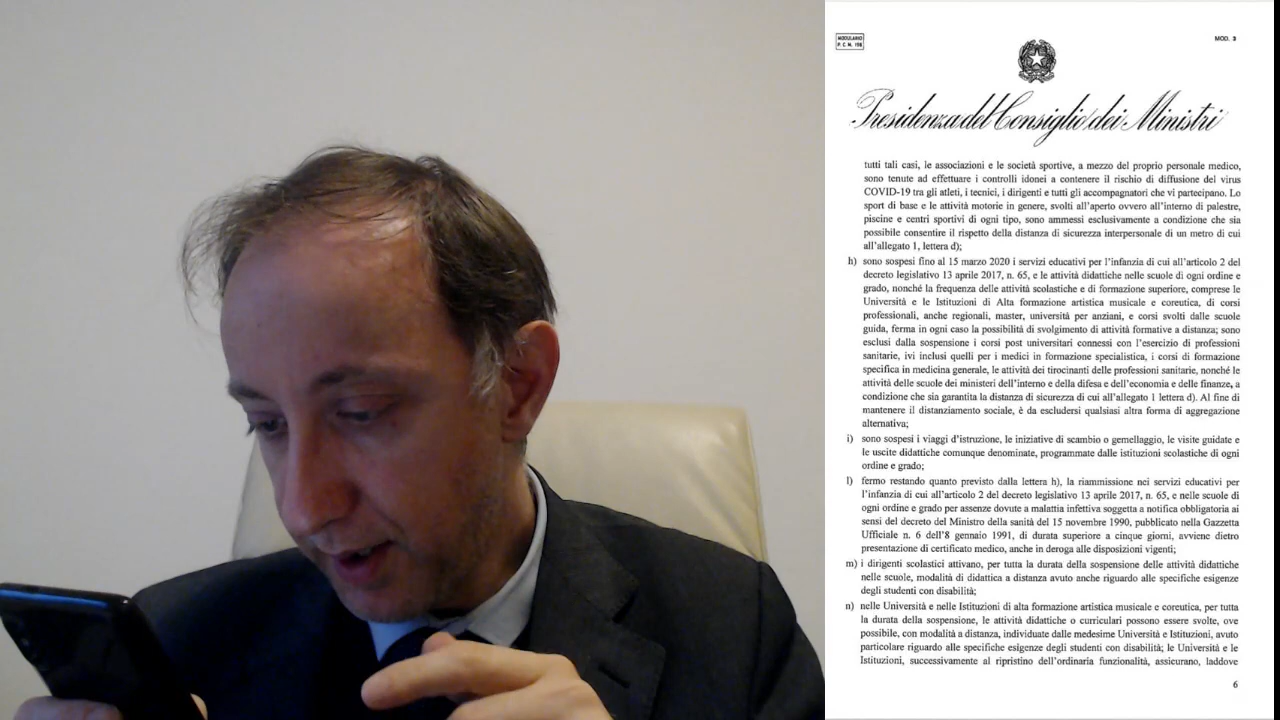 MODULARIO
P. C. M. 198
MOD. 3
Presidenza del Consiglio dei Ministri
tutti tali casi, le associazioni e le società sportive, a mezzo del proprio personale medico,
sono tenute ad effettuare i controlli idonei a contenere il rischio di diffusione del virus
COVID-19 tra gli atleti, i tecnici, i dirigenti e tutti gli accompagnatori che vi partecipano. Lo
sport di base e le attività motorie in genere, svolti all'aperto ovvero all'interno di palestre,
piscine e centri sportivi di ogni tipo, sono ammessi esclusivamente a condizione che sia
possibile consentire il rispetto della distanza di sicurezza interpersonale di un metro di cui
all'allegato 1, lettera d);
h) sono sospesi fino al 15 marzo 2020 i servizi educativi per l'infanzia di cui all'articolo 2 del
decreto legislativo 13 aprile 2017, n. 65, e le attività didattiche nelle scuole di ogni ordine e
grado, nonché la frequenza delle attività scolastiche e di formazione superiore, comprese le
Università e le Istituzioni di Alta formazione artistica musicale e coreutica, di corsi
professionali, anche regionali, master, università per anziani, e corsi svolti dalle scuole
guida, ferma in ogni caso la possibilità di svolgimento di attività formative a distanza; sono
esclusi dalla sospensione i corsi post universitari connessi con l'esercizio di professioni
sanitarie, ivi inclusi quelli per i medici in formazione specialistica, i corsi di formazione
specifica in medicina generale, le attività dei tirocinanti delle professioni sanitarie, nonché le
attività delle scuole dei ministeri dell'interno e della difesa e dell'economia e delle finanze, a
condizione che sia garantita la distanza di sicurezza di cui all'allegato 1 lettera d). Al fine di
mantenere il distanziamento sociale, è da escludersi qualsiasi altra forma di aggregazione
alternativa;
i) sono sospesi i viaggi d'istruzione, le iniziative di scambio o gemellaggio, le visite guidate e
le uscite didattiche comunque denominate, programmate dalle istituzioni scolastiche di ogni
ordine e grado;
l) fermo restando quanto previsto dalla lettera h), la riammissione nei servizi educativi per
l'infanzia di cui all'articolo 2 del decreto legislativo 13 aprile 2017, n. 65, e nelle scuole di
ogni ordine e grado per assenze dovute a malattia infettiva soggetta a notifica obbligatoria ai
sensi del decreto del Ministro della sanità del 15 novembre 1990, pubblicato nella Gazzetta
Ufficiale n. 6 dell'8 gennaio 1991, di durata superiore a cinque giorni, avviene dietro
presentazione di certificato medico, anche in deroga alle disposizioni vigenti;
m) i dirigenti scolastici attivano, per tutta la durata della sospensione delle attività didattiche
nelle scuole, modalità di didattica a distanza avuto anche riguardo alle specifiche esigenze
degli studenti con disabilità;
n) nelle Università e nelle Istituzioni di alta formazione artistica musicale e coreutica, per tutta
la durata della sospensione, le attività didattiche o curriculari possono essere svolte, ove
possibile, con modalità a distanza, individuate dalle medesime Università e Istituzioni, avuto
particolare riguardo alle specifiche esigenze degli studenti con disabilità; le Università e le
Istituzioni, successivamente al ripristino dell'ordinaria funzionalità, assicurano, laddove
6